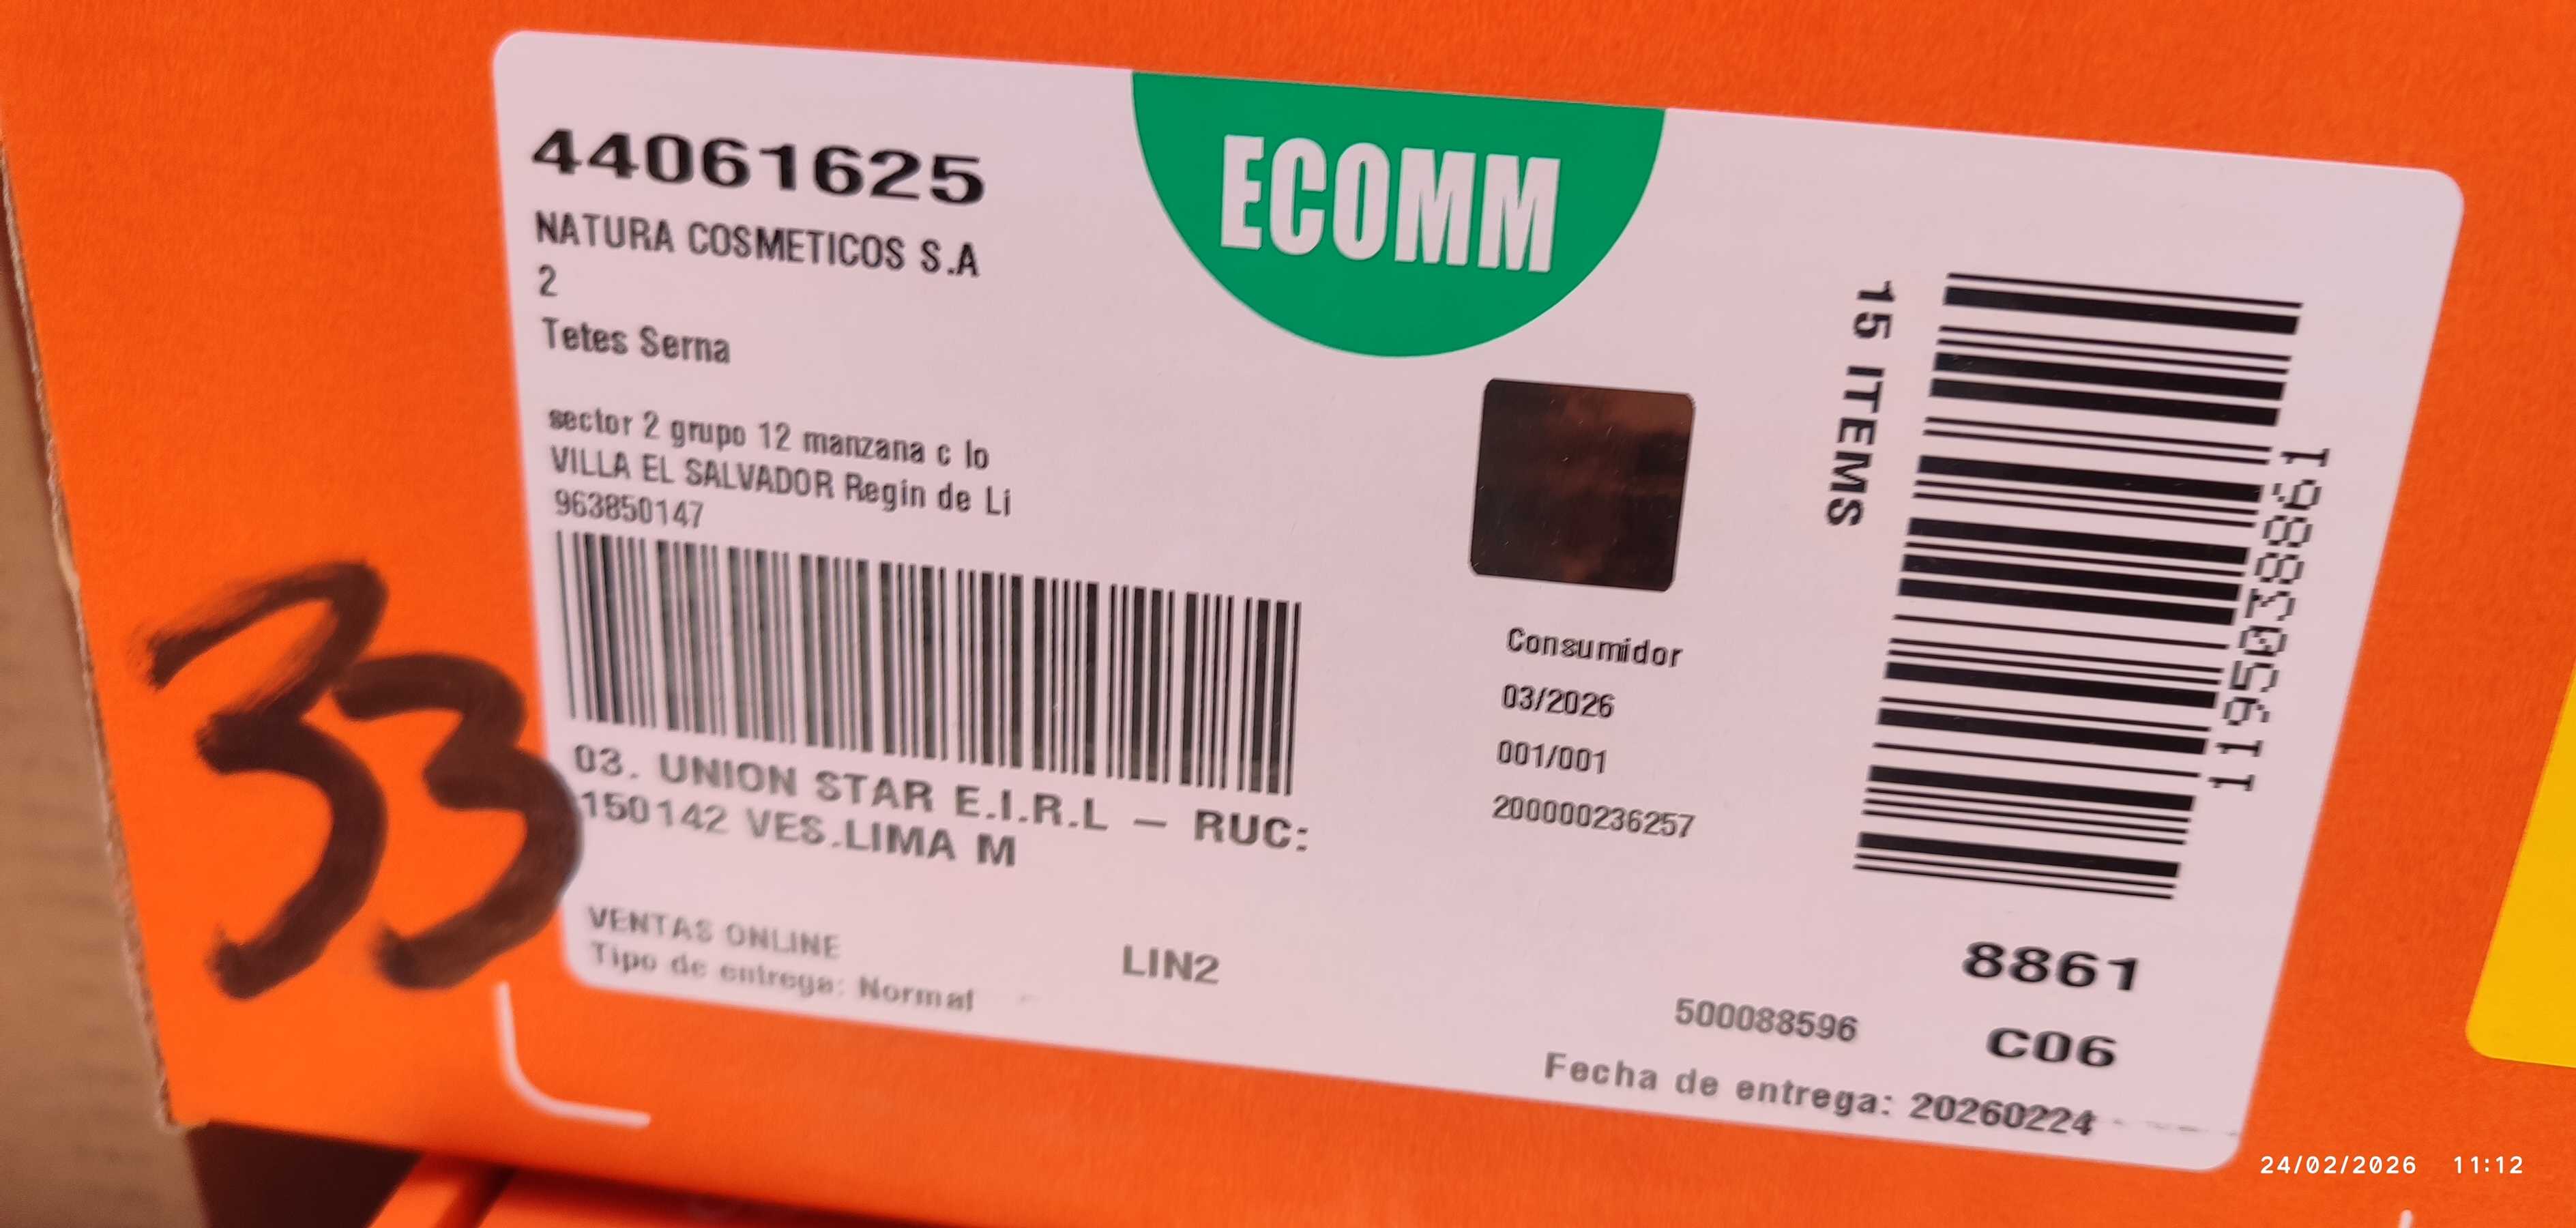 44061625
NATURA COSMETICOS S.A
2
Tetes Serna
sector 2 grupo 12 manzana c lo
VILLA EL SALVADOR Regin de Li
963850147
03. UNION STAR E.I.R.L – RUC:
150142 VES.LIMA M
VENTAS ONLINE
Tipo de entrega: Normal
LIN2
ECOMM
Consumidor
03/2026
001/001
200000236257
15 ITEMS
1195038861
8861
500088596
C06
Fecha de entrega: 20260224
33
24/02/2026 11:12